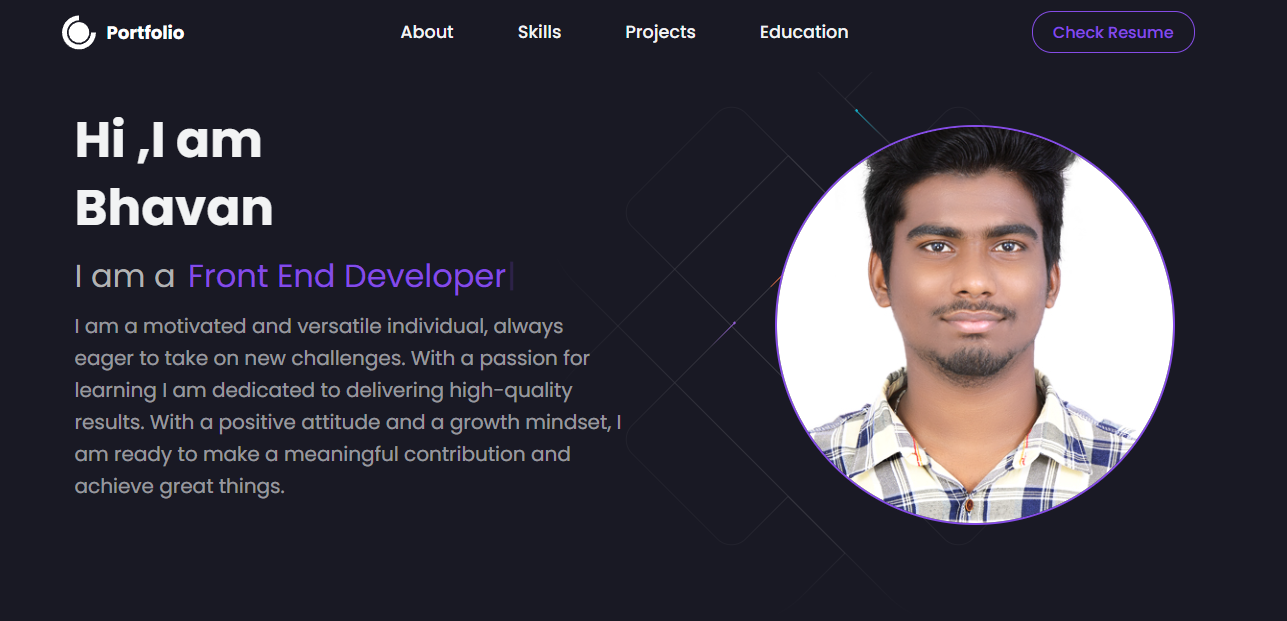 Portfolio
About
Skills
Projects
Education
Check Resume
Hi ,I am
Bhavan
I am a Front End Developer|
I am a motivated and versatile individual, always
eager to take on new challenges. With a passion for
learning I am dedicated to delivering high-quality
results. With a positive attitude and a growth mindset, I
am ready to make a meaningful contribution and
achieve great things.